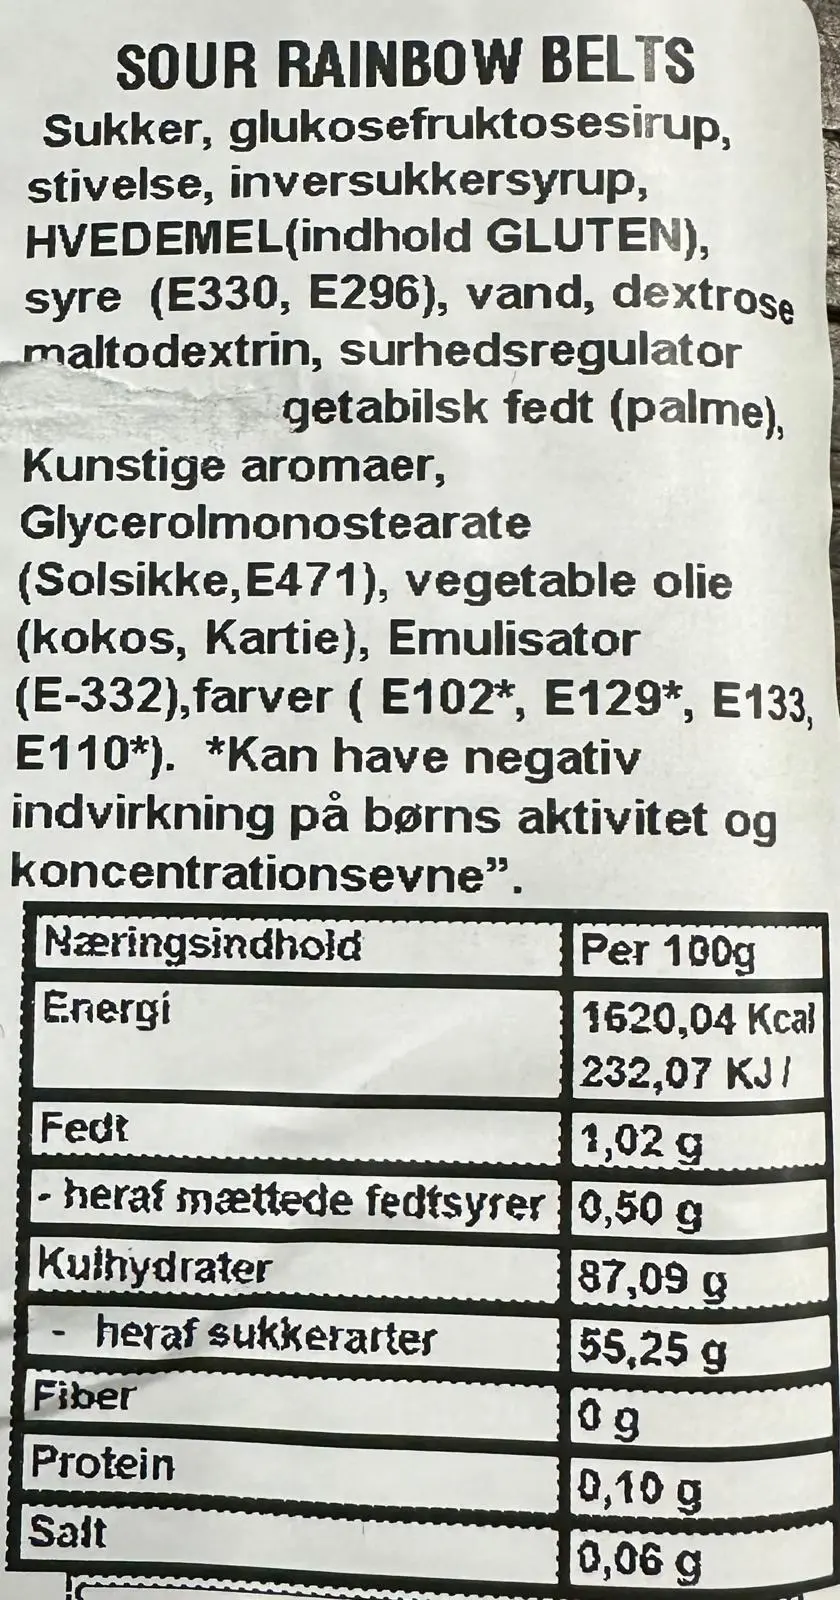 SOUR RAINBOW BELTS
Sukker, glukosefruktosesirup,
stivelse, inversukkersyrup,
HVEDEMEL(indhold GLUTEN),
syre (E330, E296), vand, dextrose
maltodextrin, surhedsregulator
getabilsk fedt (palme),
Kunstige aromaer,
Glycerolmonostearate
(Solsikke,E471), vegetable olie
(kokos, Kartie), Emulisator
(E-332),farver ( E102*, E129*, E133,
E110*). *Kan have negativ
indvirkning på børns aktivitet og
koncentrationsevne”.
Næringsindhold Per 100g
Energi 1620,04 Kcal
232,07 KJ/
Fedt 1,02 g
- heraf mættede fedtsyrer 0,50 g
Kulhydrater 87,09 g
- heraf sukkerarter 55,25 g
Fiber 0 g
Protein 0,10 g
Salt 0,06 g